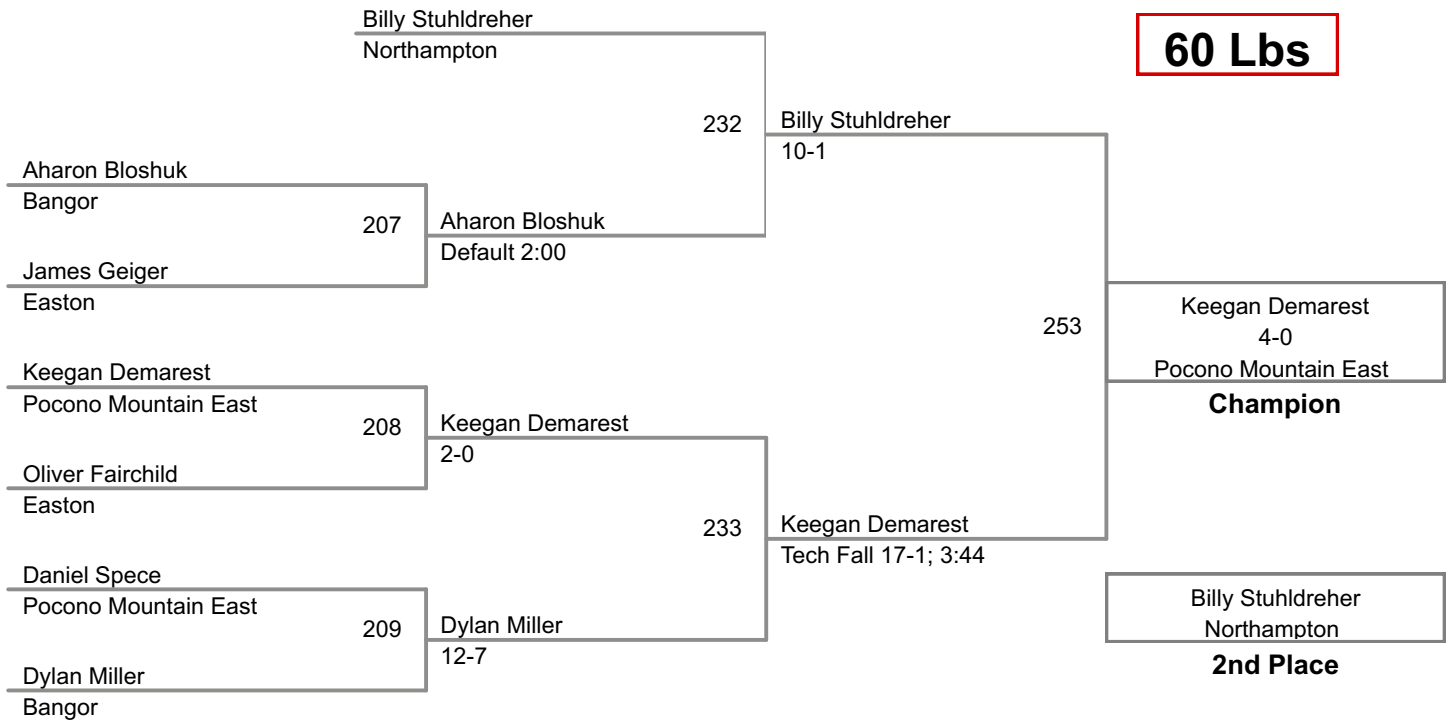 Billy Stuhldreher
Northampton
60 Lbs
232
Billy Stuhldreher
10-1
Aharon Bloshuk
Bangor
207
Aharon Bloshuk
Default 2:00
James Geiger
Easton
253
Keegan Demarest
4-0
Pocono Mountain East
Champion
Keegan Demarest
Pocono Mountain East
208
Keegan Demarest
2-0
Oliver Fairchild
Easton
233
Keegan Demarest
Tech Fall 17-1; 3:44
Daniel Spece
Pocono Mountain East
209
Dylan Miller
12-7
Dylan Miller
Bangor
Billy Stuhldreher
Northampton
2nd Place